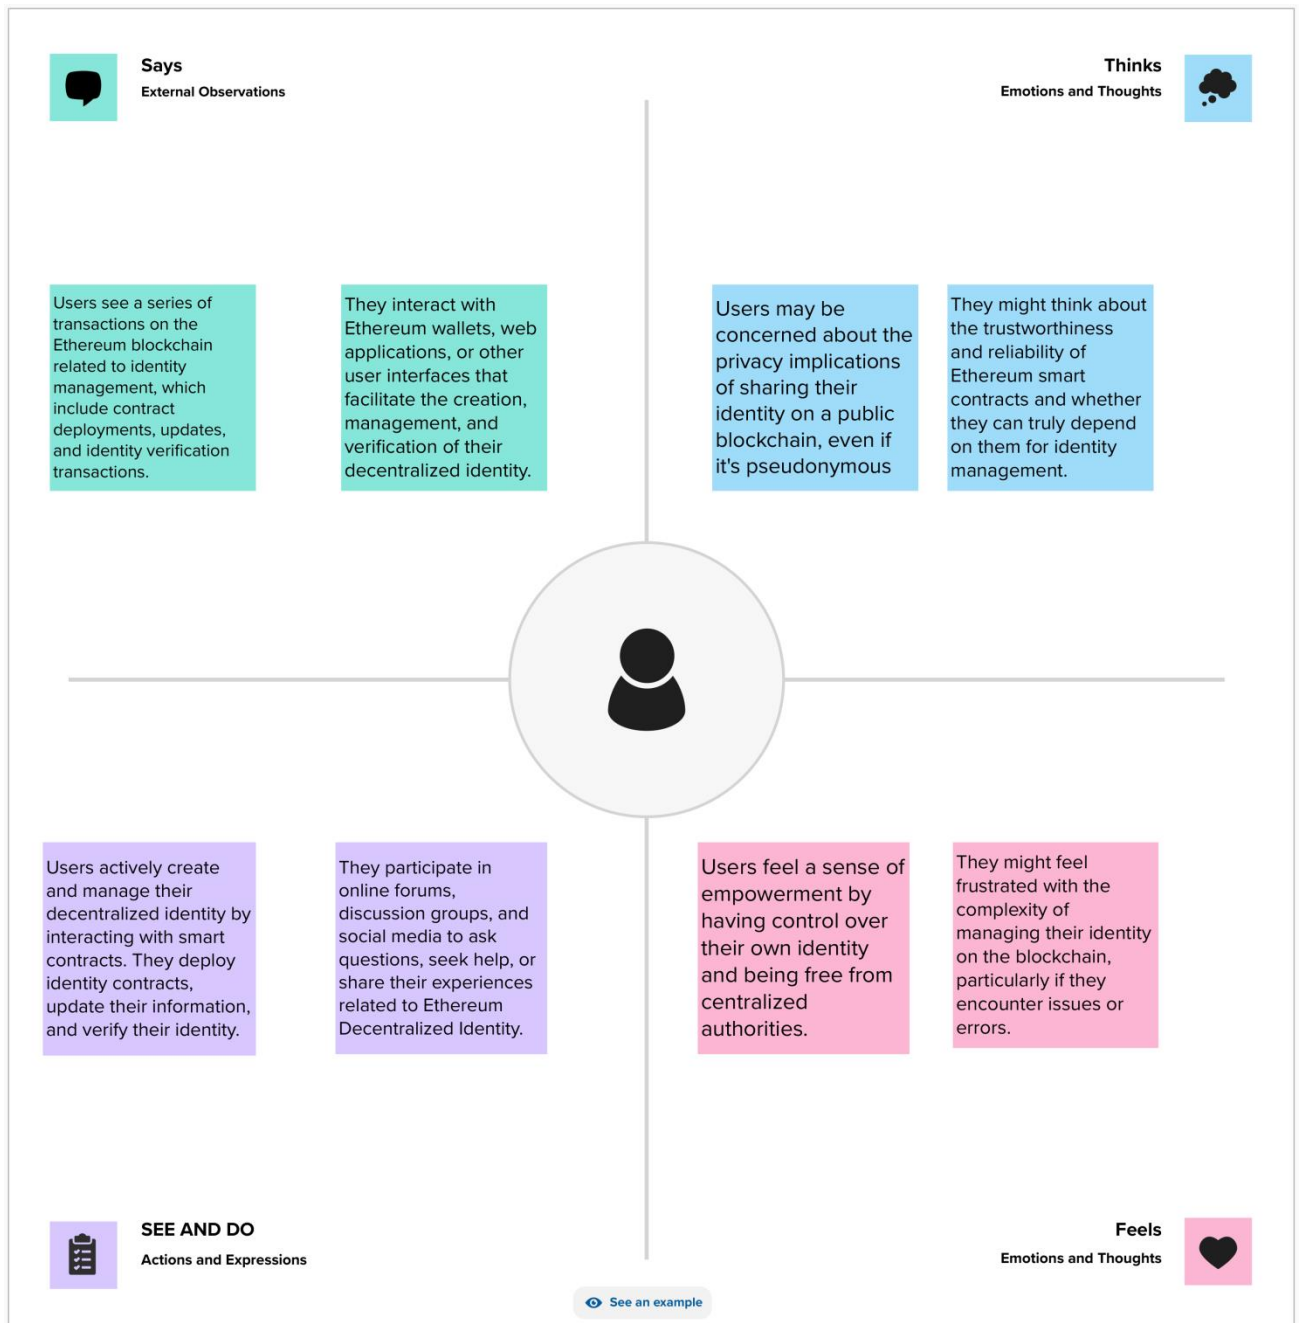 Says
External Observations
Thinks
Emotions and Thoughts
Users see a series of
transactions on the
Ethereum blockchain
related to identity
management, which
include contract
deployments, updates,
and identity verification
transactions.
They interact with
Ethereum wallets, web
applications, or other
user interfaces that
facilitate the creation,
management, and
verification of their
decentralized identity.
Users may be
concerned about the
privacy implications
of sharing their
identity on a public
blockchain, even if
it's pseudonymous
They might think about
the trustworthiness
and reliability of
Ethereum smart
contracts and whether
they can truly depend
on them for identity
management.
Users actively create
and manage their
decentralized identity by
interacting with smart
contracts. They deploy
identity contracts,
update their information,
and verify their identity.
They participate in
online forums,
discussion groups, and
social media to ask
questions, seek help, or
share their experiences
related to Ethereum
Decentralized Identity.
Users feel a sense of
empowerment by
having control over
their own identity
and being free from
centralized
authorities.
They might feel
frustrated with the
complexity of
managing their identity
on the blockchain,
particularly if they
encounter issues or
errors.
SEE AND DO
Actions and Expressions
Feels
Emotions and Thoughts
See an example